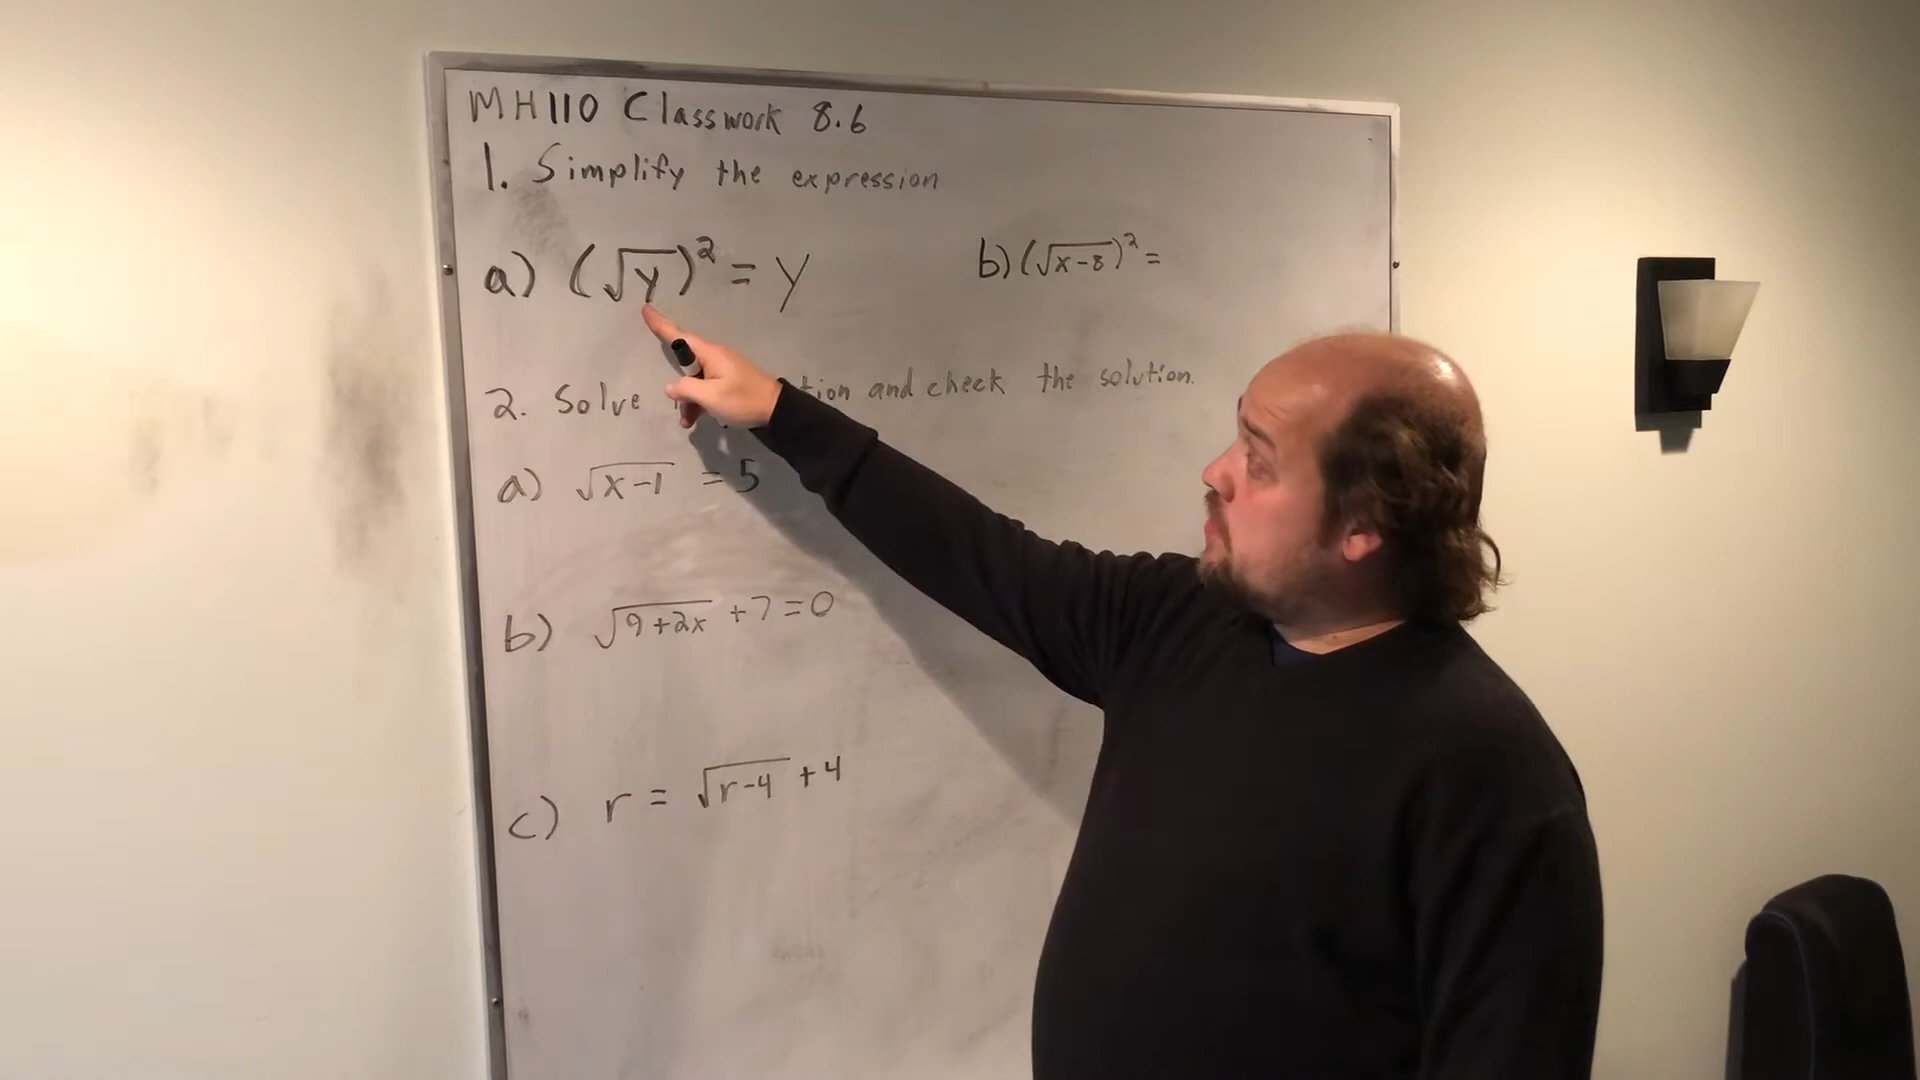 MH110 Classwork 8.6
1. Simplify the expression
a) (√y)² = y
b) (√x-8)² =
2. Solve tion and check the solution.
a) √x-1 = 5
b) √9+2x +7=0
c) r = √r-4 +4